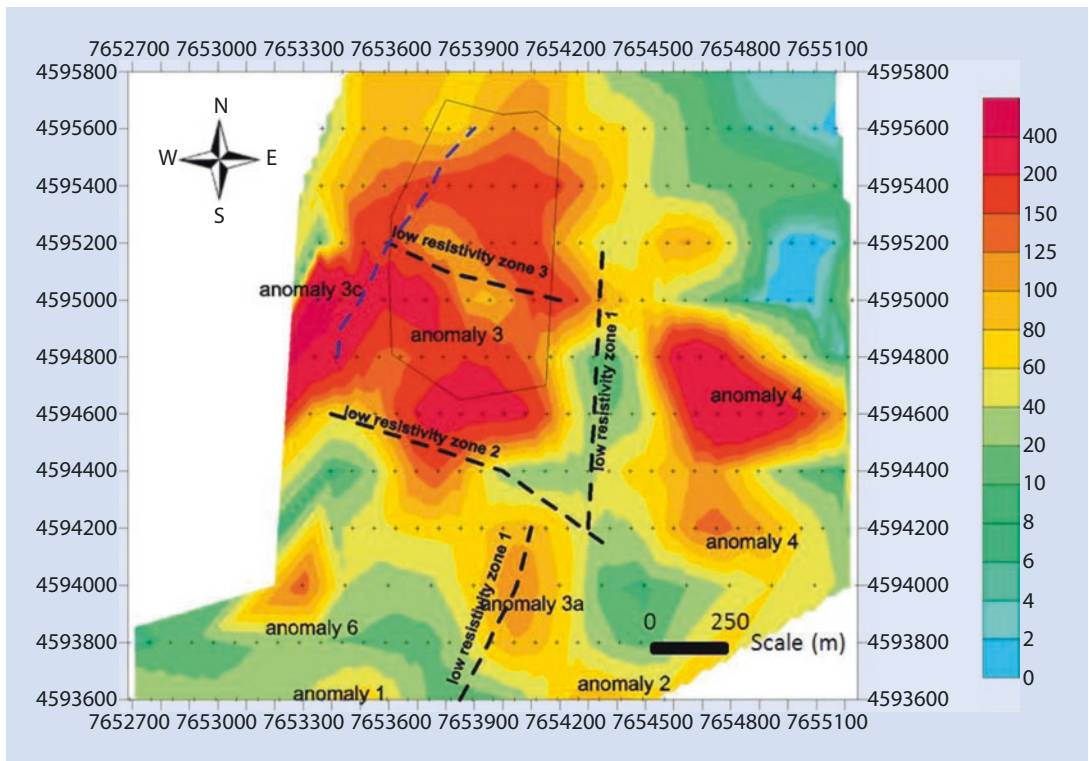 7652700 7653000 7653300 7653600 7653900 7654200 7654500 7654800 7655100
4595800 4595800
N
W E
S
4595600 4595600
400
4595400 4595400
200
150
4595200 4595200
low resistivity zone 3
125
anomaly 3c
4595000 4595000
100
anomaly 3
low resistivity zone 1
80
4594800 4594800
60
anomaly 4
4594600 4594600
40
low resistivity zone 2
20
4594400 4594400
10
4594200 4594200
8
anomaly 4
low resistivity zone 1
6
4594000 4594000
anomaly 3a
4
0 250
anomaly 6
Scale (m)
4593800 4593800
2
anomaly 2
0
anomaly 1
4593600 4593600
7652700 7653000 7653300 7653600 7653900 7654200 7654500 7654800 7655100